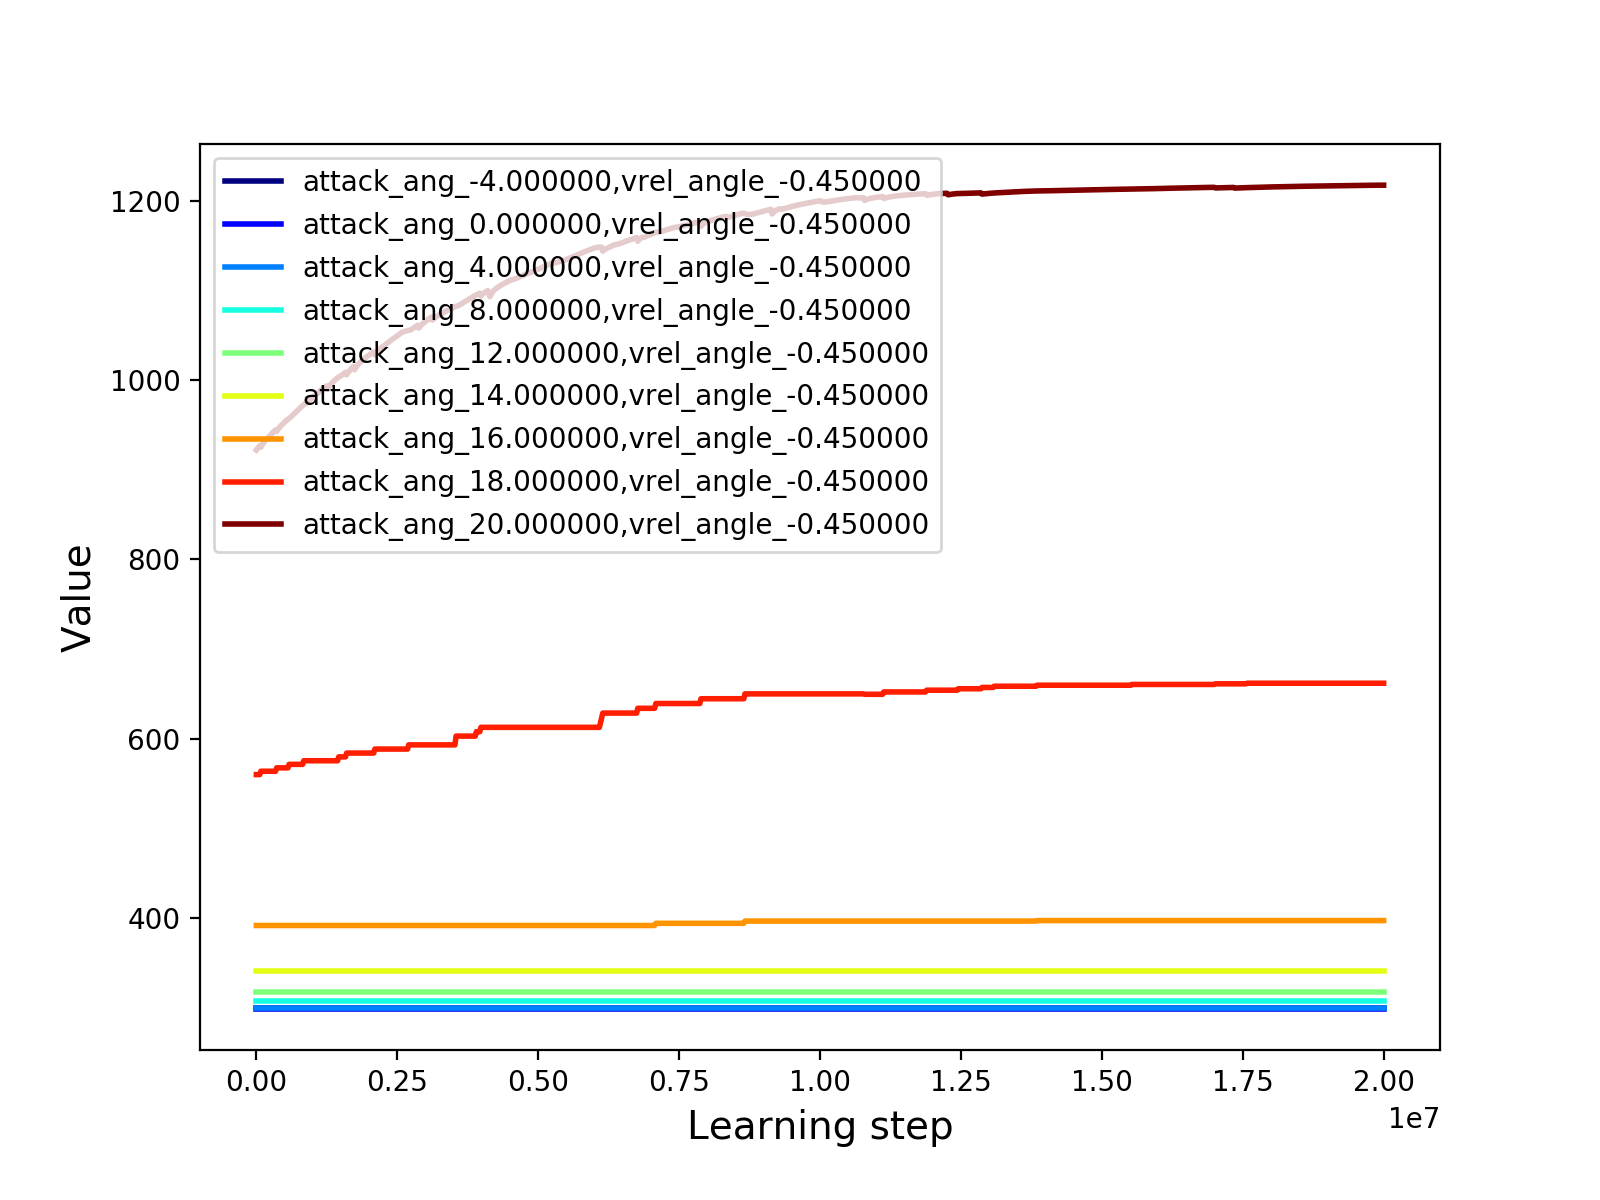 attack_ang_-4.000000,vrel_angle_-0.450000
attack_ang_0.000000,vrel_angle_-0.450000
attack_ang_4.000000,vrel_angle_-0.450000
attack_ang_8.000000,vrel_angle_-0.450000
attack_ang_12.000000,vrel_angle_-0.450000
attack_ang_14.000000,vrel_angle_-0.450000
attack_ang_16.000000,vrel_angle_-0.450000
attack_ang_18.000000,vrel_angle_-0.450000
attack_ang_20.000000,vrel_angle_-0.450000
1200
1000
800
600
400
Value
0.00 0.25 0.50 0.75 1.00 1.25 1.50 1.75 2.00
1e7
Learning step